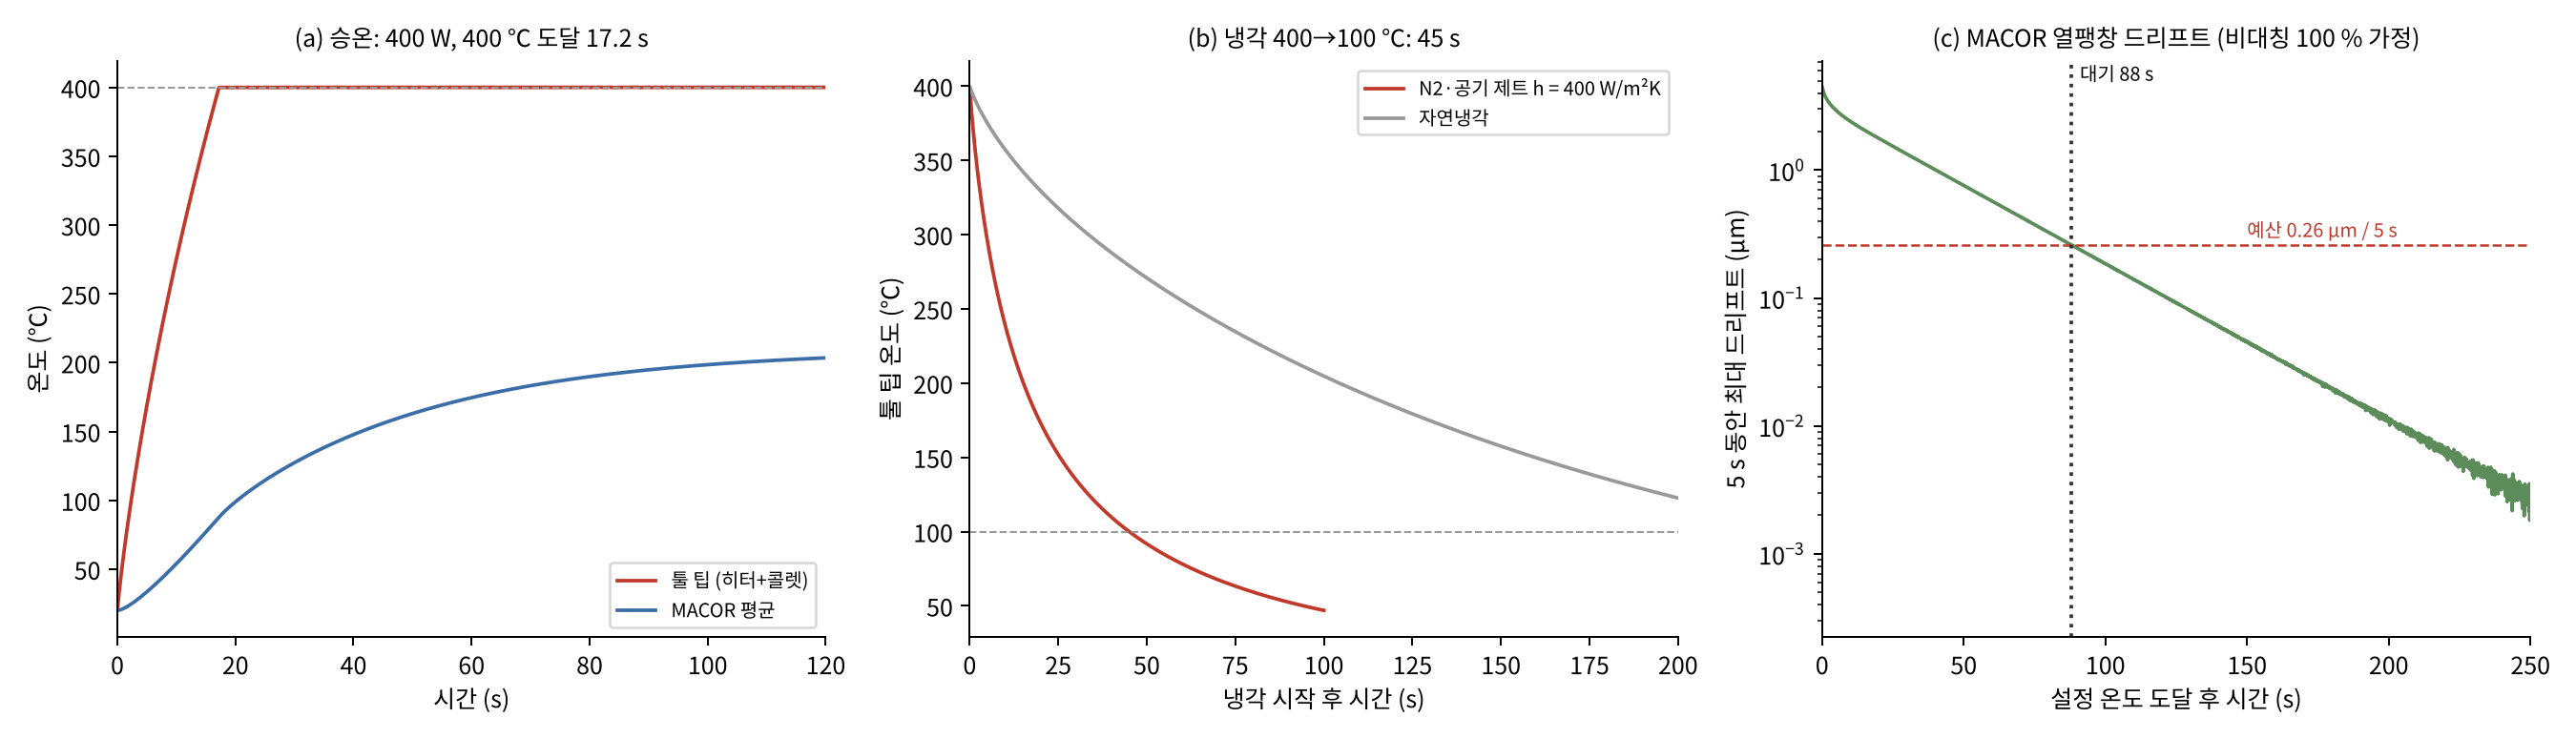 (a) 승온: 400 W, 400 °C 도달 17.2 s
온도 (°C)
400
350
300
250
200
150
100
50
툴 팁 (히터+콜렛)
MACOR 평균
0 20 40 60 80 100 120
시간 (s)
(b) 냉각 400→100 °C: 45 s
툴 팁 온도 (°C)
400
350
300
250
200
150
100
50
N2·공기 제트 h = 400 W/m²K
자연냉각
0 25 50 75 100 125 150 175 200
냉각 시작 후 시간 (s)
(c) MACOR 열팽창 드리프트 (비대칭 100 % 가정)
5 s 동안 최대 드리프트 (μm)
대기 88 s
10⁰
예산 0.26 μm / 5 s
10⁻¹
10⁻²
10⁻³
0 50 100 150 200 250
설정 온도 도달 후 시간 (s)